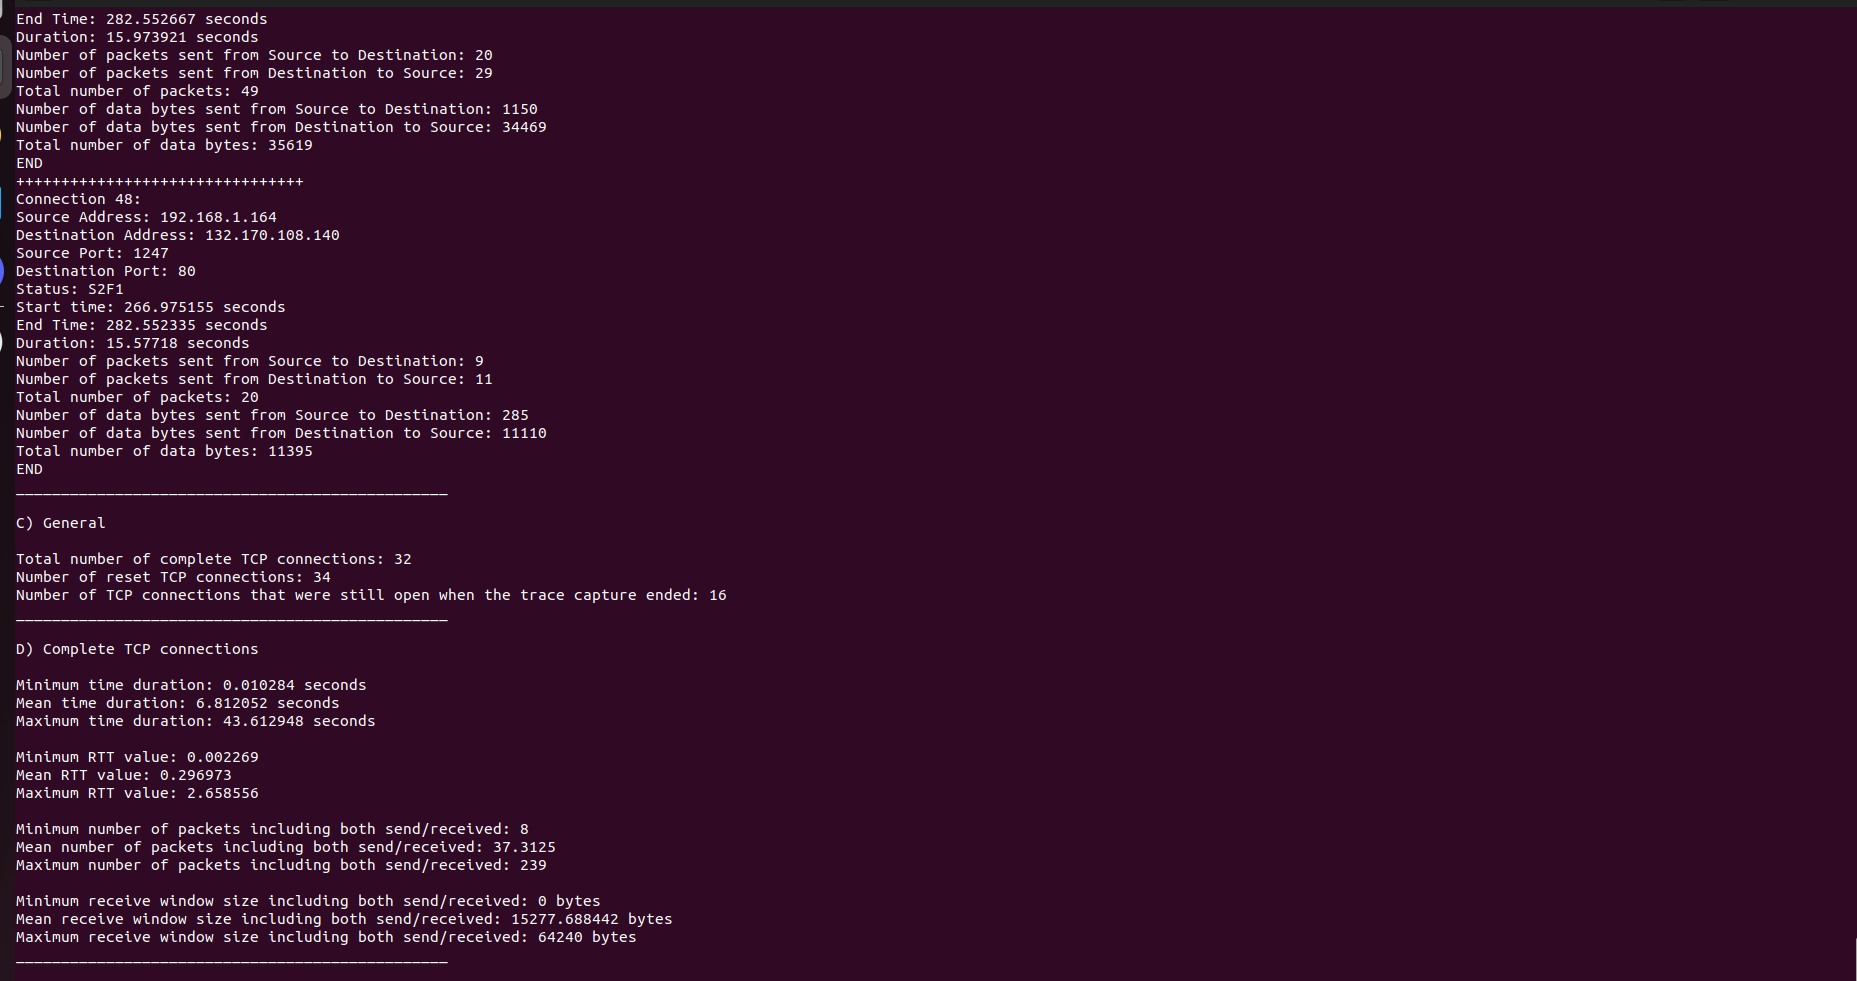 End Time: 282.552667 seconds
Duration: 15.973921 seconds
Number of packets sent from Source to Destination: 20
Number of packets sent from Destination to Source: 29
Total number of packets: 49
Number of data bytes sent from Source to Destination: 1150
Number of data bytes sent from Destination to Source: 34469
Total number of data bytes: 35619
END
++++++++++++++++++++++++++++++++
Connection 48:
Source Address: 192.168.1.164
Destination Address: 132.170.108.140
Source Port: 1247
Destination Port: 80
Status: S2F1
Start time: 266.975155 seconds
End Time: 282.552335 seconds
Duration: 15.57718 seconds
Number of packets sent from Source to Destination: 9
Number of packets sent from Destination to Source: 11
Total number of packets: 20
Number of data bytes sent from Source to Destination: 285
Number of data bytes sent from Destination to Source: 11110
Total number of data bytes: 11395
END
________________________________________________
C) General
Total number of complete TCP connections: 32
Number of reset TCP connections: 34
Number of TCP connections that were still open when the trace capture ended: 16
________________________________________________
D) Complete TCP connections
Minimum time duration: 0.010284 seconds
Mean time duration: 6.812052 seconds
Maximum time duration: 43.612948 seconds
Minimum RTT value: 0.002269
Mean RTT value: 0.296973
Maximum RTT value: 2.658556
Minimum number of packets including both send/received: 8
Mean number of packets including both send/received: 37.3125
Maximum number of packets including both send/received: 239
Minimum receive window size including both send/received: 0 bytes
Mean receive window size including both send/received: 15277.688442 bytes
Maximum receive window size including both send/received: 64240 bytes
________________________________________________